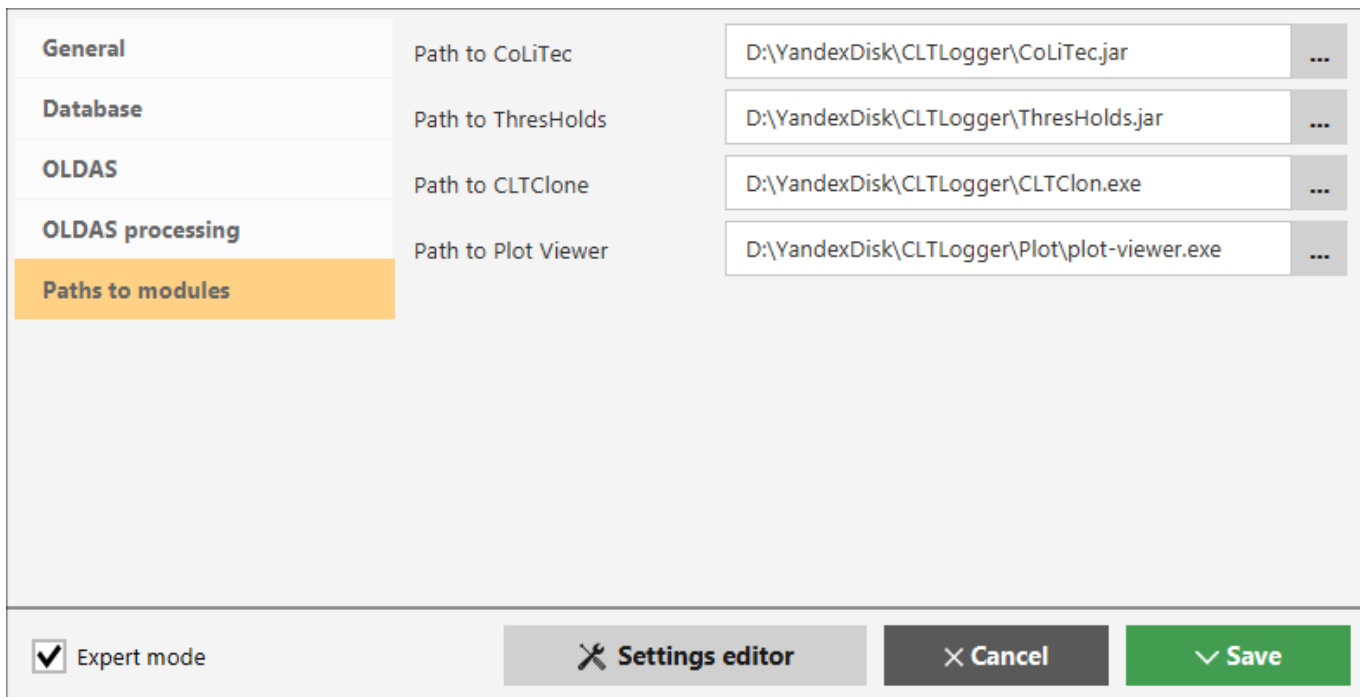 General
Database
OLDAS
OLDAS processing
Paths to modules
Path to CoLiTec D:\YandexDisk\CLTLogger\CoLiTec.jar ...
Path to ThresHolds D:\YandexDisk\CLTLogger\ThresHolds.jar ...
Path to CLTClone D:\YandexDisk\CLTLogger\CLTClon.exe ...
Path to Plot Viewer D:\YandexDisk\CLTLogger\Plot\plot-viewer.exe ...
Expert mode Settings editor Cancel Save